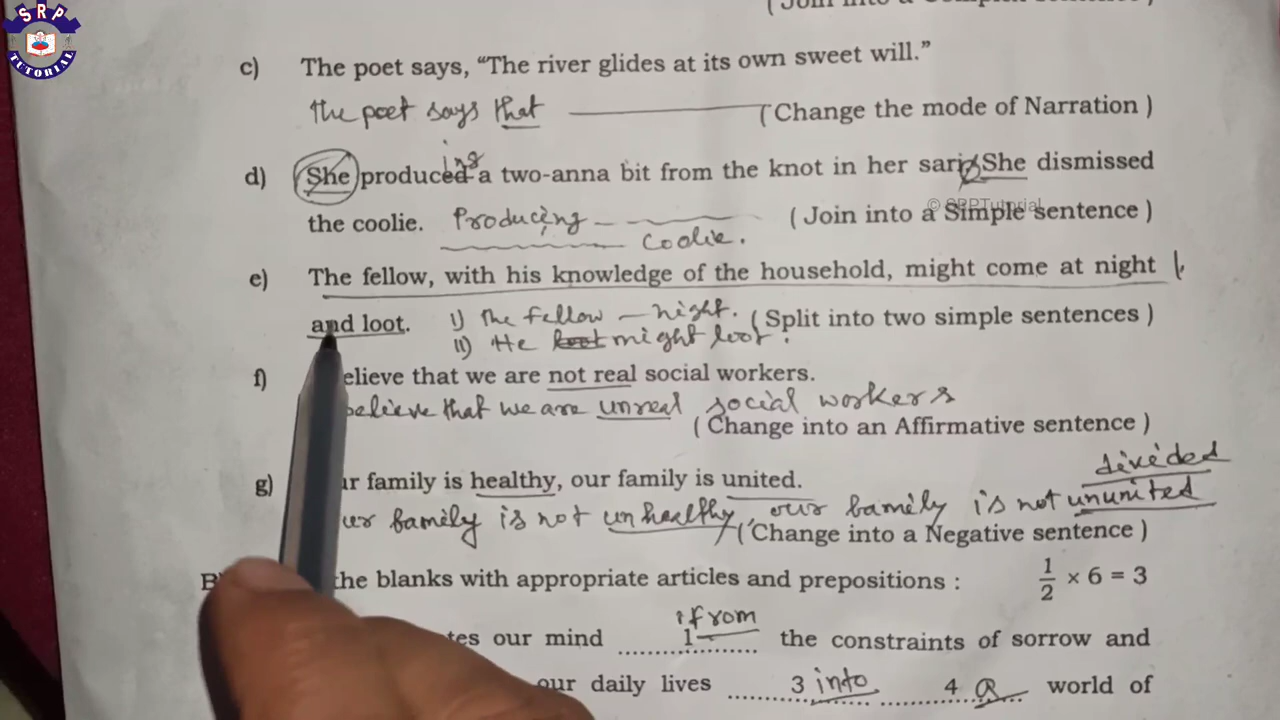 SRP
TUTORIAL
(Join into a Complex sentence )
c) The poet says, “The river glides at its own sweet will.”
the poet says that (Change the mode of Narration )
ing
d) She produced a two-anna bit from the knot in her sari. She dismissed
© SRPTutorial
the coolie. Producing ( Join into a Simple sentence )
Coolie.
e) The fellow, with his knowledge of the household, might come at night
and loot. i) The fellow — night. (Split into two simple sentences )
ii) He loot might loot.
f) elieve that we are not real social workers.
believe that we are unreal social workers
( Change into an Affirmative sentence )
divided
g) r family is healthy, our family is united.
ur family is not unhealthy, our family is not ununited
( Change into a Negative sentence )
B the blanks with appropriate articles and prepositions : 1/2 × 6 = 3
from
tes our mind ....1.... the constraints of sorrow and
our daily lives ....3 into.... ....4 a.... world of